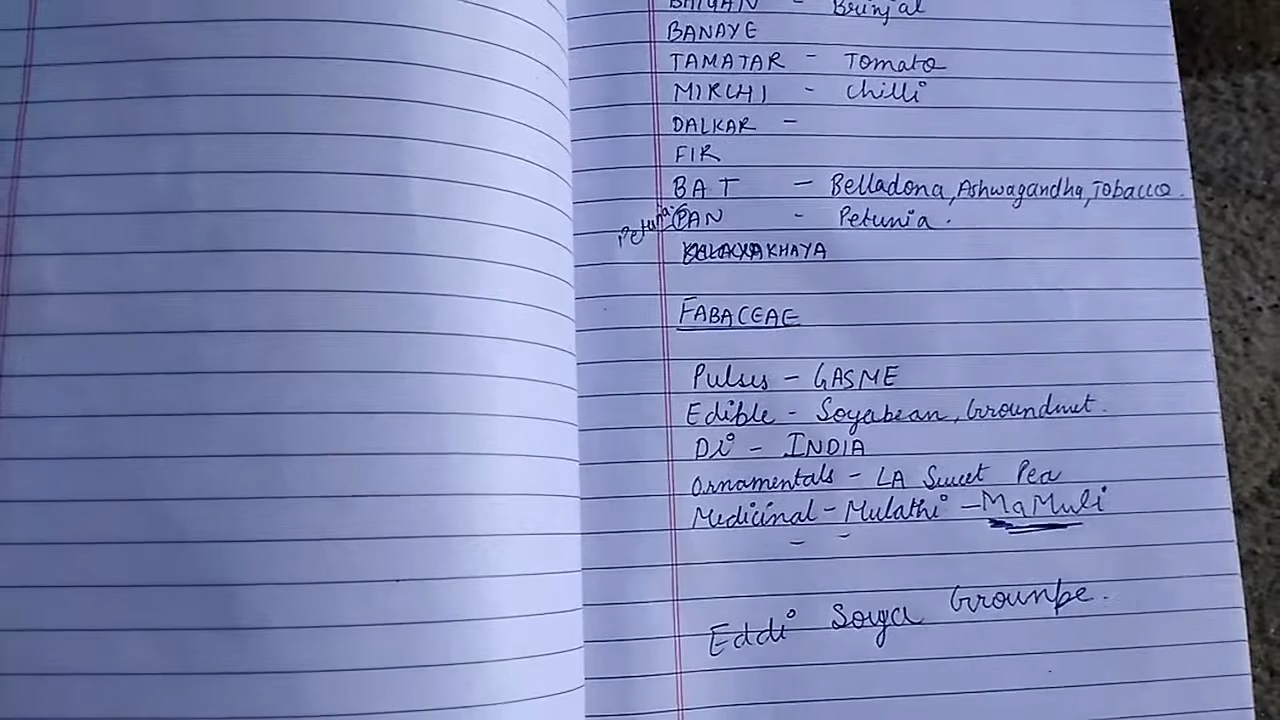 BAIGAN - Brinjal
BANAYE
TAMATAR - Tomato
MIRCHI - Chilli
DALKAR -
FIR
BAT - Belladona, Ashwagandha, Tobacco.
Petunia PAN - Petunia.
KHAYA
FABACEAE
Pulses - GASME
Edible - Soyabean, Groundnut.
Di - INDIA
Ornamentals - LA Sweet Pea
Medicinal - Mulathi - MaMuli
Eddi Soya Grounpe.